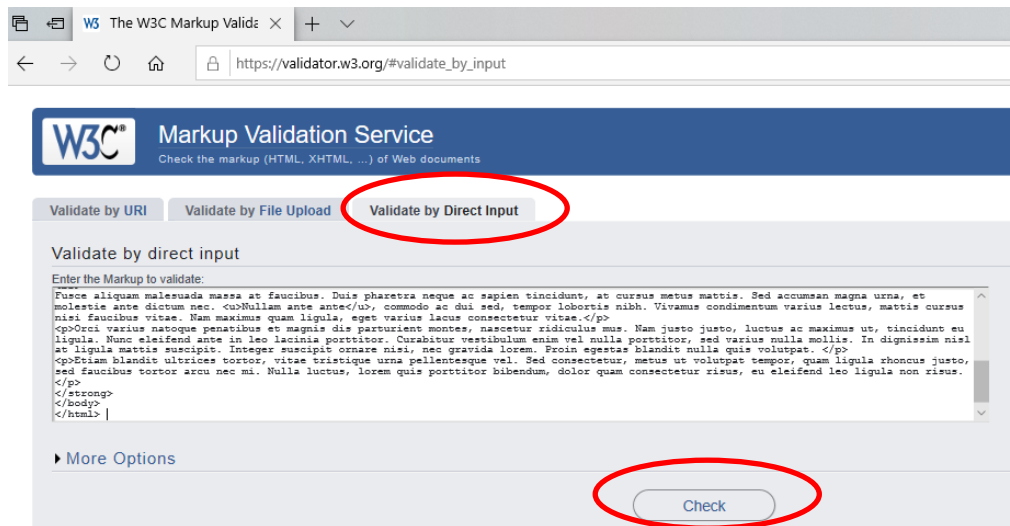 W3 The W3C Markup Valida
https://validator.w3.org/#validate_by_input
W3C®
Markup Validation Service
Check the markup (HTML, XHTML, ...) of Web documents
Validate by URI Validate by File Upload Validate by Direct Input
Validate by direct input
Enter the Markup to validate:
Fusce aliquam malesuada massa at faucibus. Duis pharetra neque ac sapien tincidunt, at cursus metus mattis. Sed accumsan magna urna, et
molestie ante dictum nec. <u>Nullam ante ante</u>, commodo ac dui sed, tempor lobortis nibh. Vivamus condimentum varius lectus, mattis cursus
nisi faucibus vitae. Nam maximus quam ligula, eget varius lacus consectetur vitae.</p>
<p>Orci varius natoque penatibus et magnis dis parturient montes, nascetur ridiculus mus. Nam justo justo, luctus ac maximus ut, tincidunt eu
ligula. Nunc eleifend ante in leo lacinia porttitor. Curabitur vestibulum enim vel nulla porttitor, sed varius nulla mollis. In dignissim nisl
at ligula mattis suscipit. Integer suscipit ornare nisi, nec gravida lorem. Proin egestas blandit nulla quis volutpat. </p>
<p>Etiam blandit ultrices tortor, vitae tristique urna pellentesque vel. Sed consectetur, metus ut volutpat tempor, quam ligula rhoncus justo,
sed faucibus tortor arcu nec mi. Nulla luctus, lorem quis porttitor bibendum, dolor quam consectetur risus, eu eleifend leo ligula non risus.
</p>
</strong>
</body>
</html>
More Options
Check